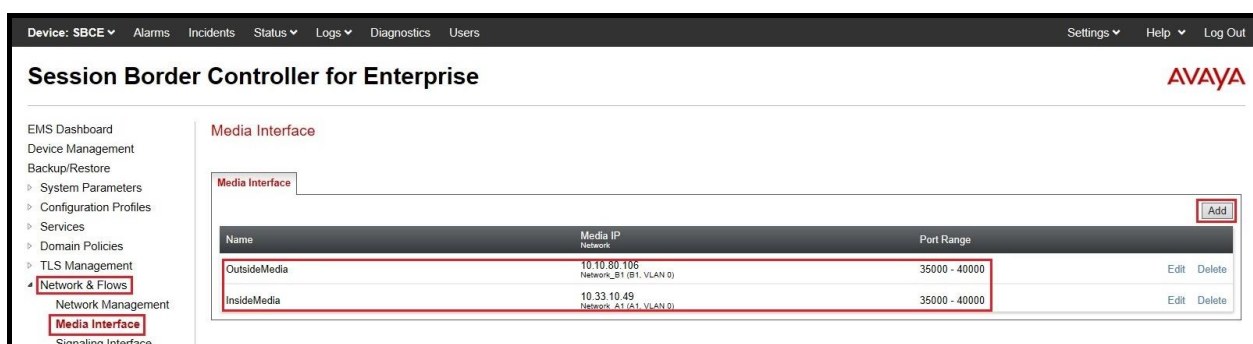 Device: SBCE Alarms Incidents Status Logs Diagnostics Users Settings Help Log Out
Session Border Controller for Enterprise
AVAYA
EMS Dashboard
Device Management
Backup/Restore
System Parameters
Configuration Profiles
Services
Domain Policies
TLS Management
Network & Flows
Network Management
Media Interface
Signaling Interface
Media Interface
Media Interface
Add
Name Media IP Port Range
Network
OutsideMedia 10.10.80.106 35000 - 40000 Edit Delete
Network_B1 (B1, VLAN 0)
InsideMedia 10.33.10.49 35000 - 40000 Edit Delete
Network_A1 (A1, VLAN 0)